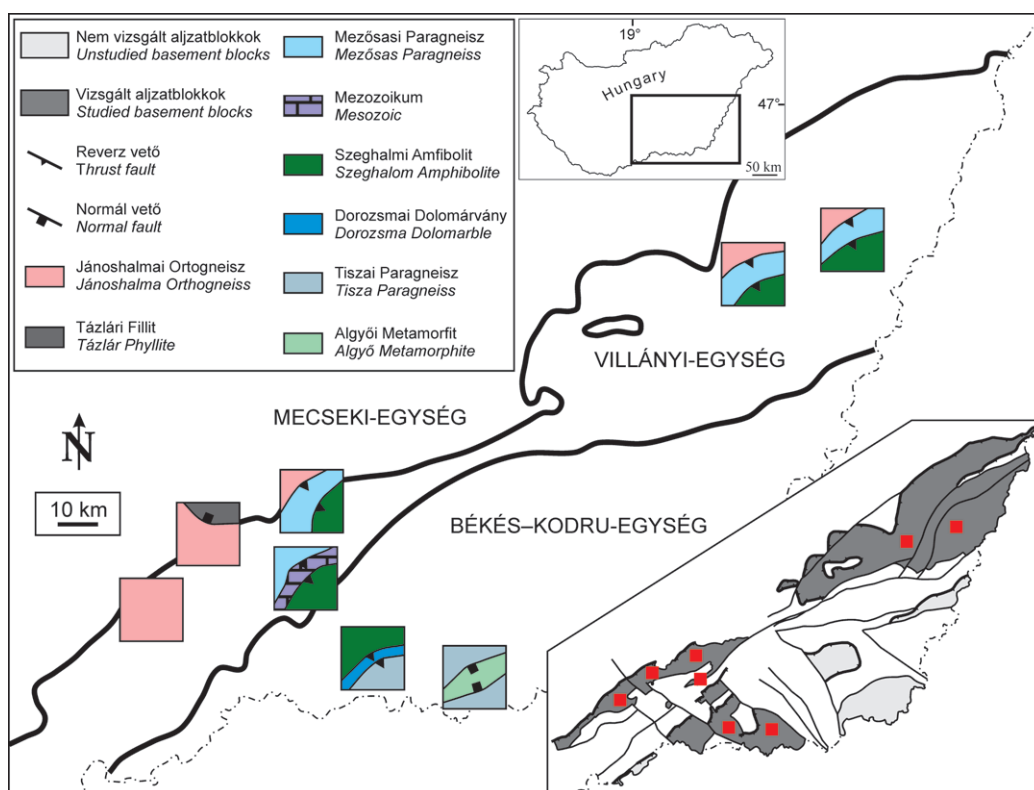 Nem vizsgált aljzatblokkok
Unstudied basement blocks
Vizsgált aljzatblokkok
Studied basement blocks
Reverz vető
Thrust fault
Normál vető
Normal fault
Jánoshalmai Ortogneisz
Jánoshalma Orthogneiss
Tázlári Fillit
Tázlár Phyllite
Mezősasi Paragneisz
Mezősas Paragneiss
Mezozoikum
Mesozoic
Szeghalmi Amfibolit
Szeghalom Amphibolite
Dorozsmai Dolomárvány
Dorozsma Dolomarble
Tiszai Paragneisz
Tisza Paragneiss
Algyői Metamorfit
Algyő Metamorphite
19°
Hungary
47°
50 km
VILLÁNYI-EGYSÉG
MECSEKI-EGYSÉG
N
10 km
BÉKÉS–KODRU-EGYSÉG